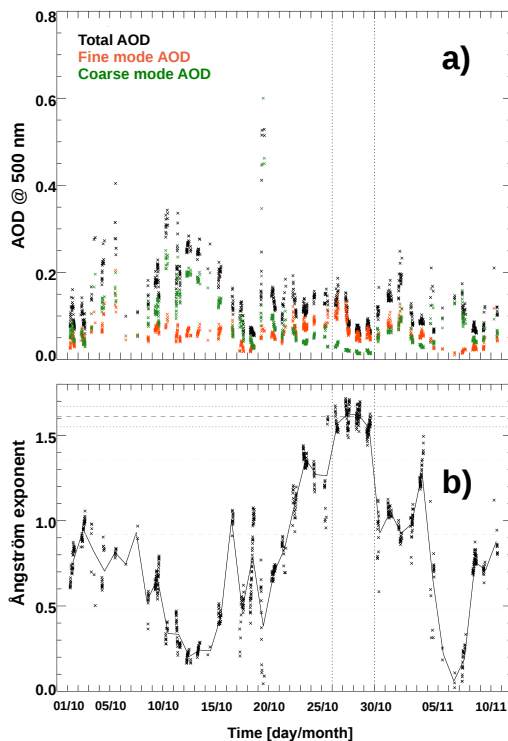 0.8
Total AOD
Fine mode AOD
Coarse mode AOD
a)
0.6
0.4
0.2
0.0
AOD @ 500 nm
1.5
1.0
0.5
0.0
b)
Ångström exponent
01/10 05/10 10/10 15/10 20/10 25/10 30/10 05/11 10/11
Time [day/month]